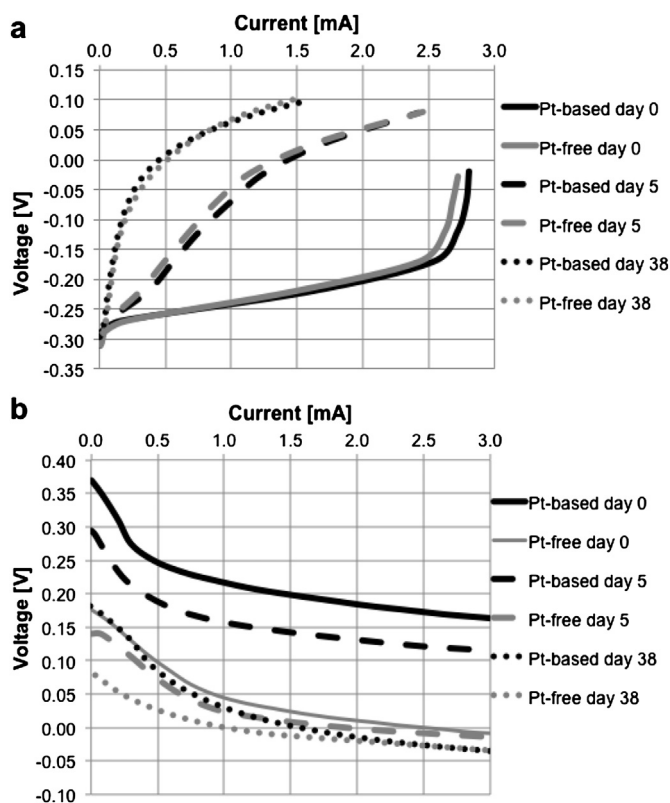 a
Current [mA]
0.0 0.5 1.0 1.5 2.0 2.5 3.0
0.15
0.10
0.05
0.00
-0.05
-0.10
-0.15
-0.20
-0.25
-0.30
-0.35
Voltage [V]
Pt-based day 0
Pt-free day 0
Pt-based day 5
Pt-free day 5
Pt-based day 38
Pt-free day 38
b
Current [mA]
0.0 0.5 1.0 1.5 2.0 2.5 3.0
0.40
0.35
0.30
0.25
0.20
0.15
0.10
0.05
0.00
-0.05
-0.10
Voltage [V]
Pt-based day 0
Pt-free day 0
Pt-based day 5
Pt-free day 5
Pt-based day 38
Pt-free day 38